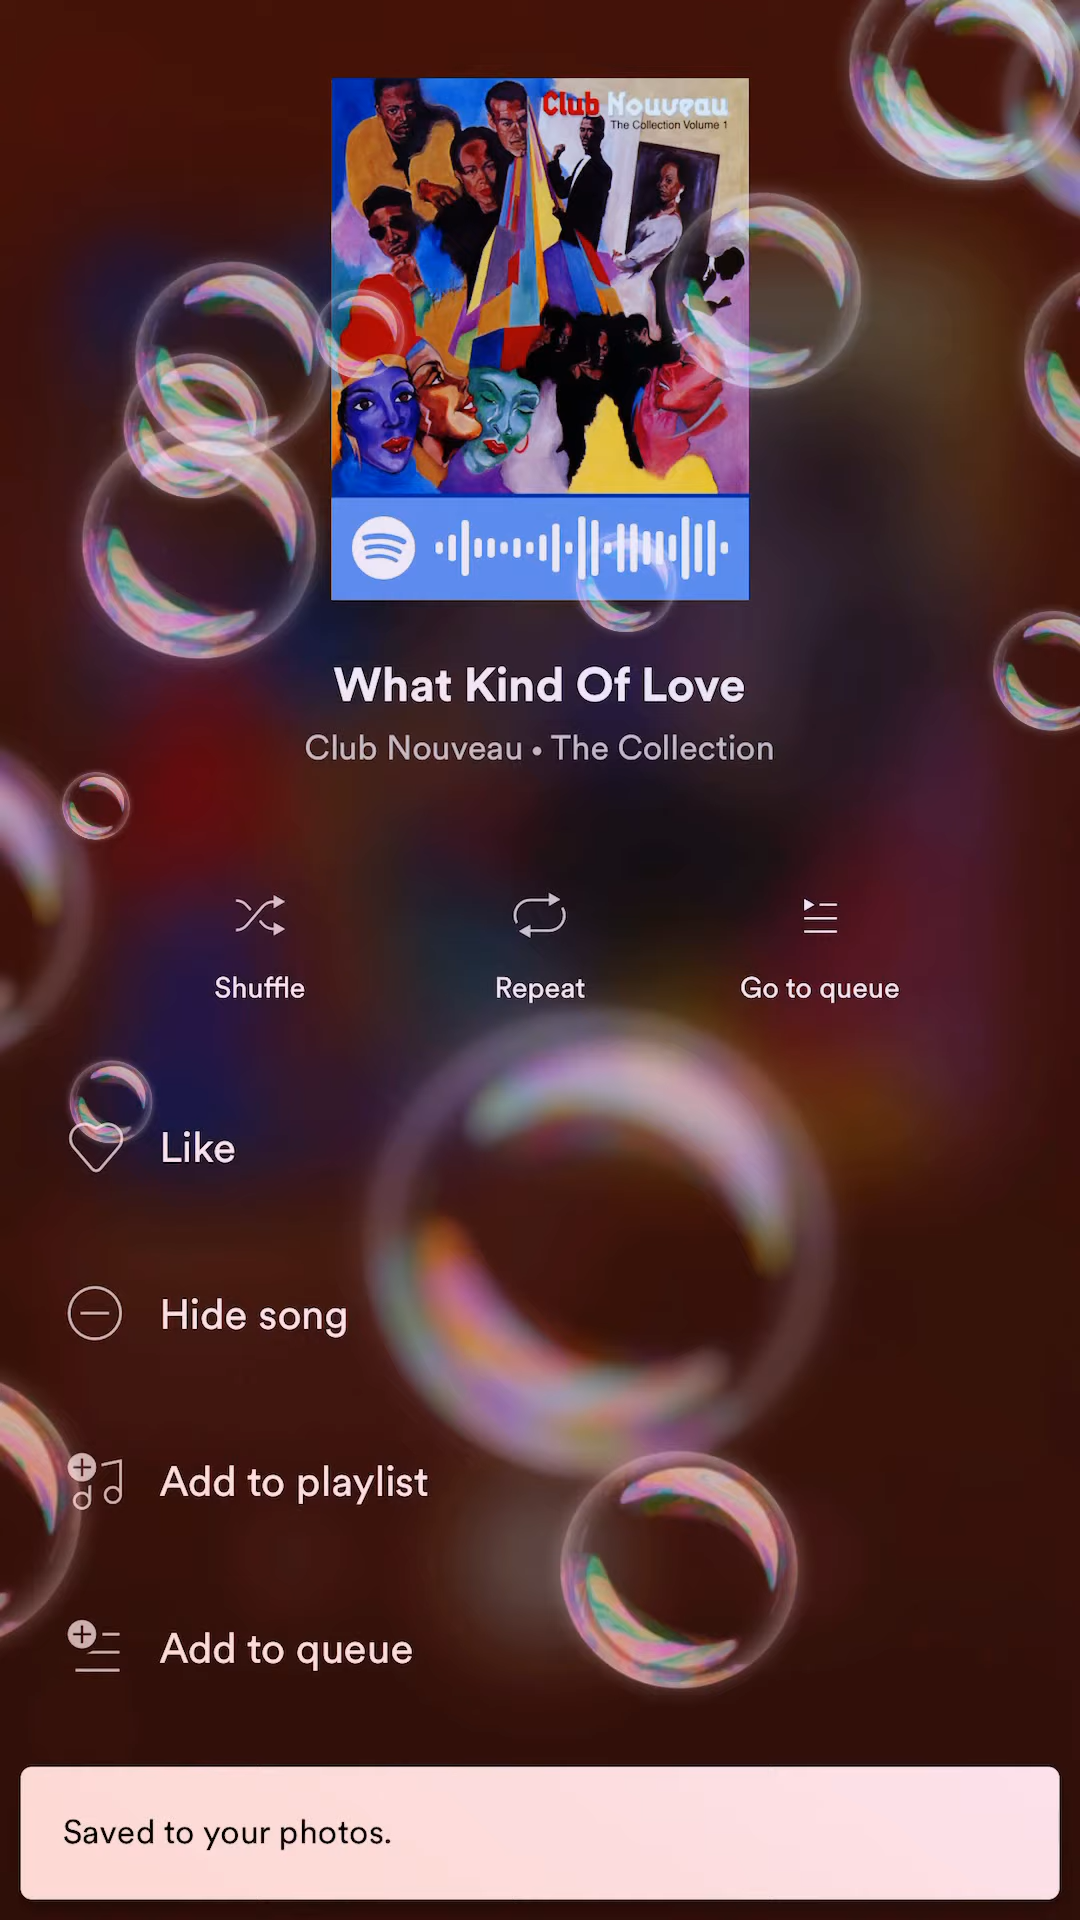 Club Nouveau
The Collection Volume 1
What Kind Of Love
Club Nouveau • The Collection
Shuffle
Repeat
Go to queue
Like
Hide song
Add to playlist
Add to queue
Saved to your photos.